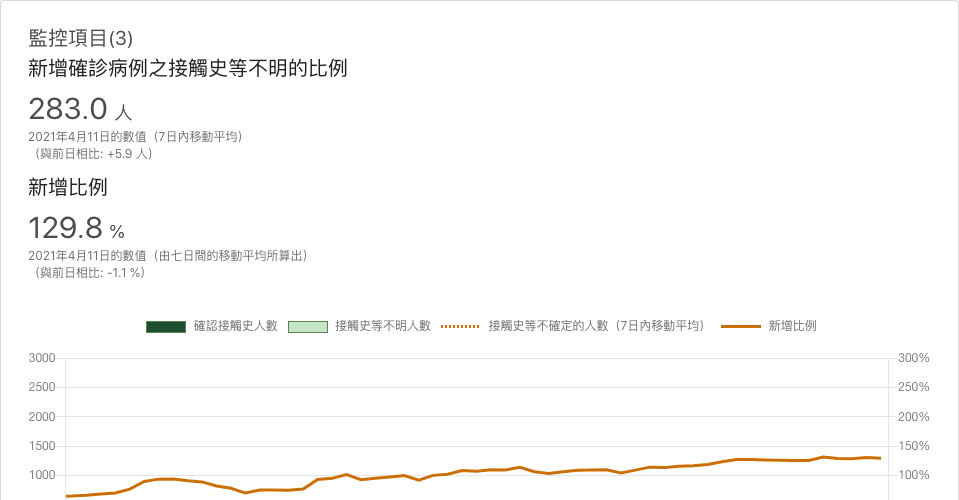 監控項目(3)
新增確診病例之接觸史等不明的比例
283.0 人
2021年4月11日的數值（7日內移動平均）
（與前日相比: +5.9 人）
新增比例
129.8 %
2021年4月11日的數值（由七日間的移動平均所算出）
（與前日相比: -1.1 %）
確認接觸史人數 接觸史等不明人數 接觸史等不確定的人數（7日內移動平均） 新增比例
3000 300%
2500 250%
2000 200%
1500 150%
1000 100%